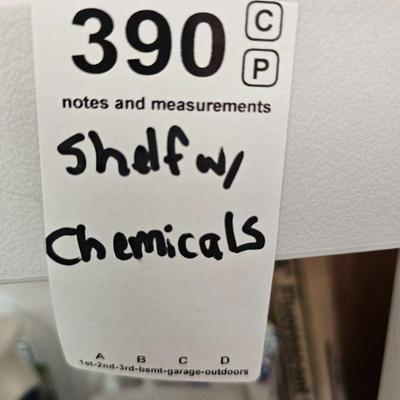 390 C
P
notes and measurements
Shelf w/
Chemicals
A B C D
1st-2nd-3rd-bsmt-garage-outdoors